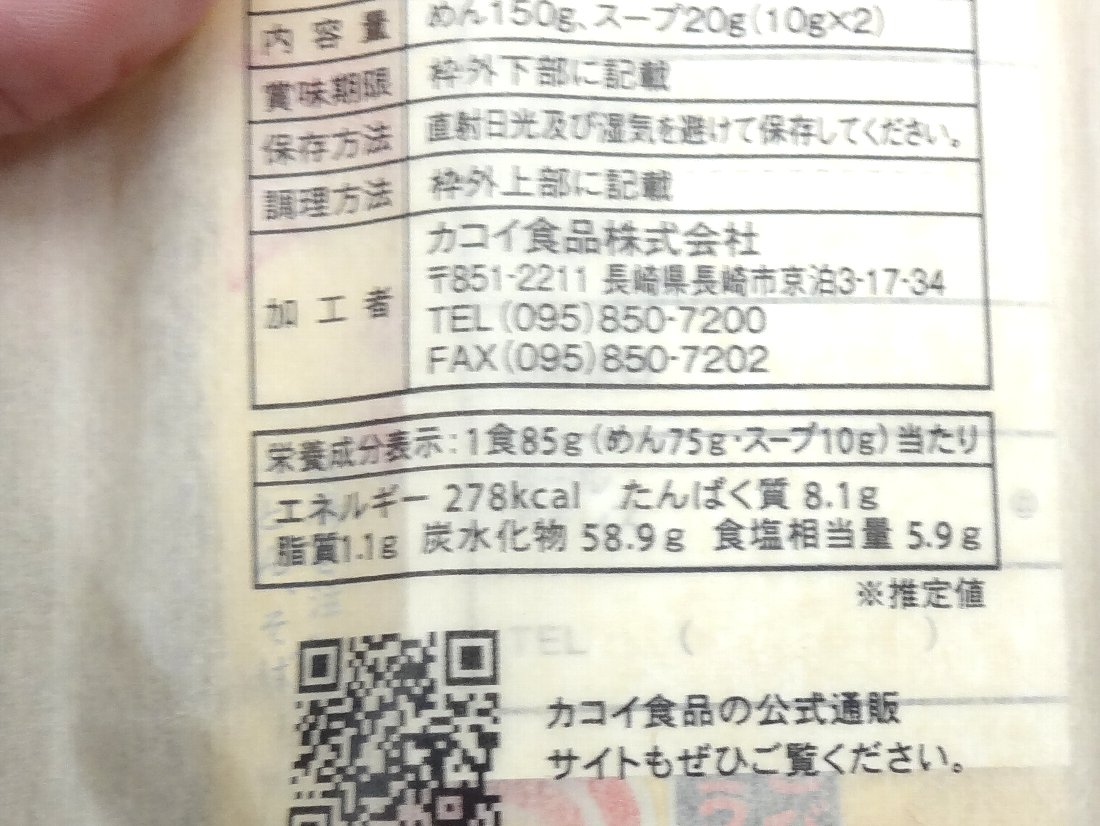 内容量 めん150g、スープ20g(10g×2)
賞味期限 枠外下部に記載
保存方法 直射日光及び湿気を避けて保存してください。
調理方法 枠外上部に記載
加工者 カコイ食品株式会社
〒851-2211 長崎県長崎市京泊3-17-34
TEL(095)850-7200
FAX(095)850-7202
栄養成分表示:1食85g(めん75g・スープ10g)当たり
エネルギー 278kcal たんぱく質 8.1g
脂質1.1g 炭水化物 58.9g 食塩相当量 5.9g
※推定値
TEL ( )
カコイ食品の公式通販
サイトもぜひご覧ください。